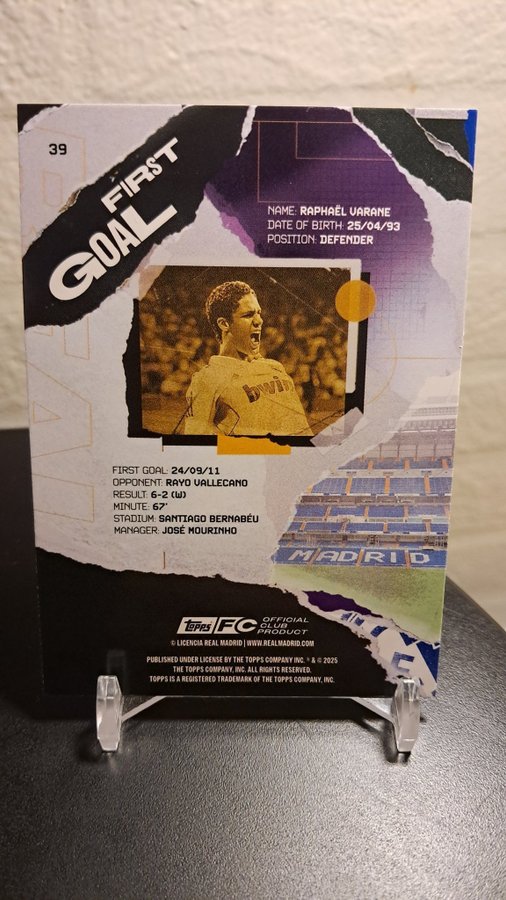 39
FIRST
GOAL
NAME: RAPHAËL VARANE
DATE OF BIRTH: 25/04/93
POSITION: DEFENDER
bwin
FIRST GOAL: 24/09/11
OPPONENT: RAYO VALLECANO
RESULT: 6-2 (W)
MINUTE: 67'
STADIUM: SANTIAGO BERNABÉU
MANAGER: JOSÉ MOURINHO
MADRID
TOPPS FC OFFICIAL
CLUB
PRODUCT
© LICENCIA REAL MADRID | WWW.REALMADRID.COM
PUBLISHED UNDER LICENSE BY THE TOPPS COMPANY INC. ® & © 2025
THE TOPPS COMPANY, INC. ALL RIGHTS RESERVED.
TOPPS IS A REGISTERED TRADEMARK OF THE TOPPS COMPANY, INC.